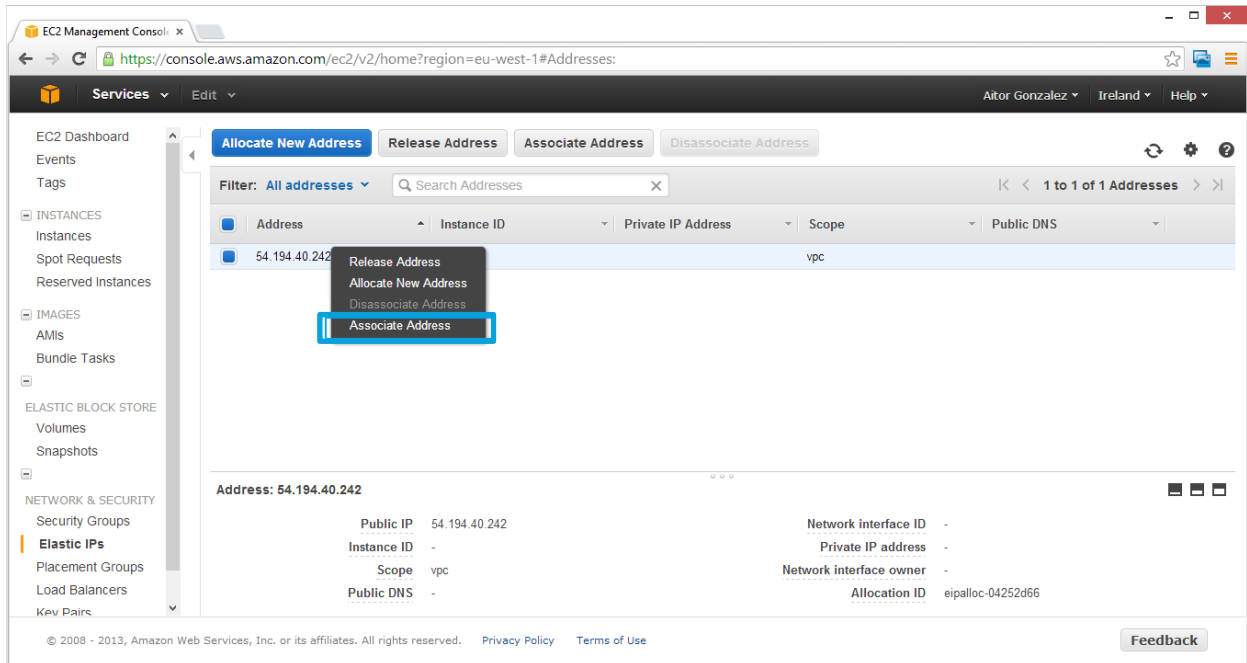 EC2 Management Consol
https://console.aws.amazon.com/ec2/v2/home?region=eu-west-1#Addresses:
Services Edit Aitor Gonzalez Ireland Help
EC2 Dashboard
Events
Tags
INSTANCES
Instances
Spot Requests
Reserved Instances
IMAGES
AMIs
Bundle Tasks
ELASTIC BLOCK STORE
Volumes
Snapshots
NETWORK & SECURITY
Security Groups
Elastic IPs
Placement Groups
Load Balancers
Key Pairs
Allocate New Address Release Address Associate Address Disassociate Address
Filter: All addresses Search Addresses 1 to 1 of 1 Addresses
Address Instance ID Private IP Address Scope Public DNS
54.194.40.242 vpc
Release Address
Allocate New Address
Disassociate Address
Associate Address
Address: 54.194.40.242
Public IP 54.194.40.242 Network interface ID -
Instance ID - Private IP address -
Scope vpc Network interface owner -
Public DNS - Allocation ID eipalloc-04252d66
© 2008 - 2013, Amazon Web Services, Inc. or its affiliates. All rights reserved. Privacy Policy Terms of Use Feedback